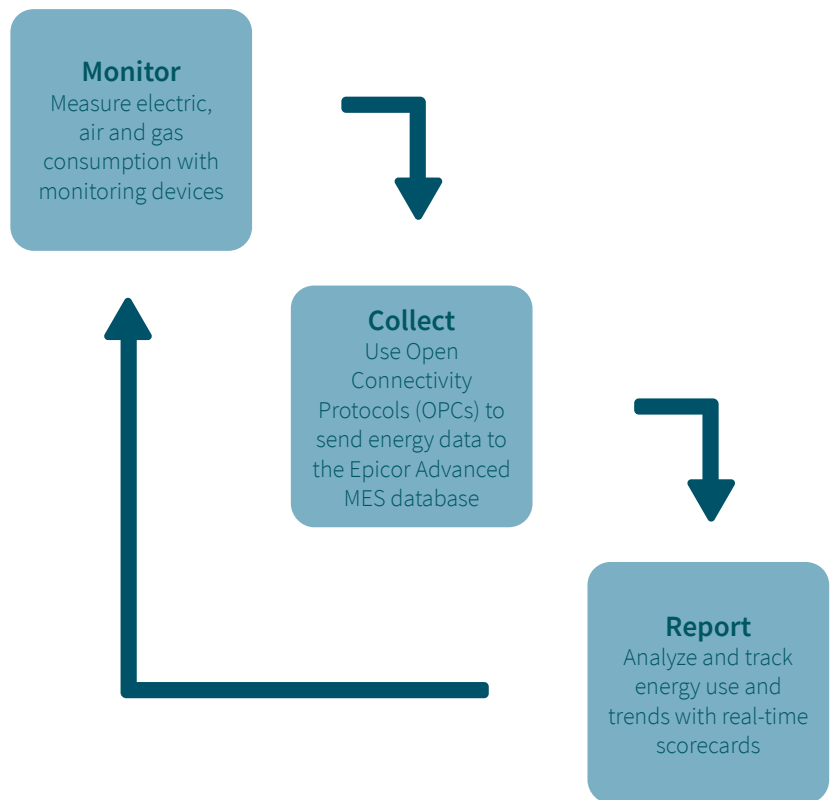 Monitor
Measure electric,
air and gas
consumption with
monitoring devices
Collect
Use Open
Connectivity
Protocols (OPCs) to
send energy data to
the Epicor Advanced
MES database
Report
Analyze and track
energy use and
trends with real-time
scorecards